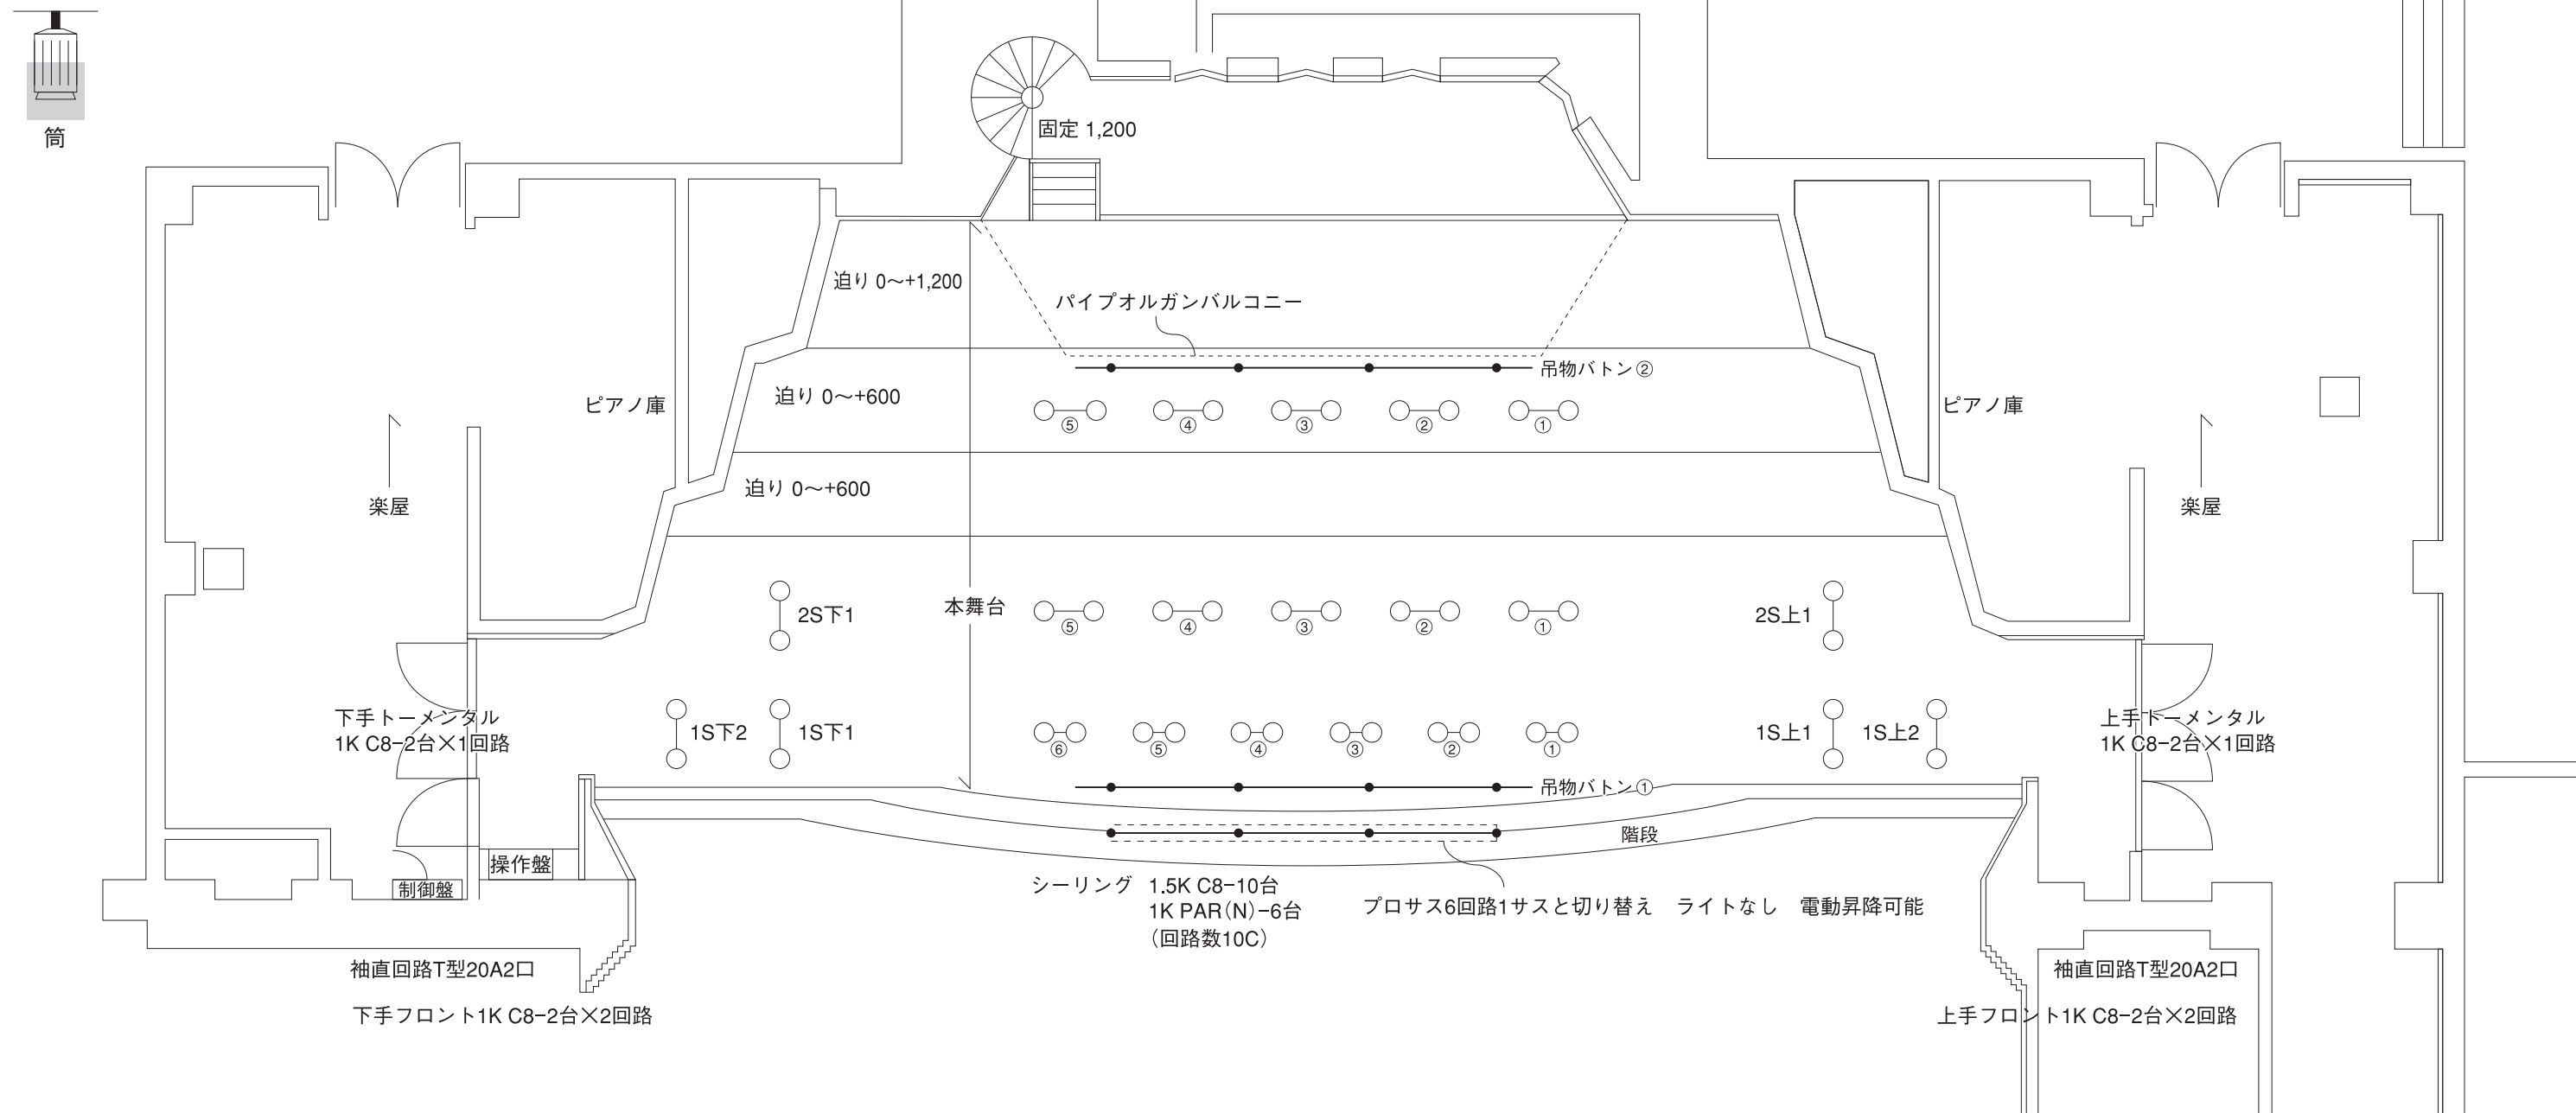 筒
固定 1,200
迫り 0〜+1,200
パイプオルガンバルコニー
吊物バトン②
迫り 0〜+600
ピアノ庫
ピアノ庫
⑤ ④ ③ ② ①
迫り 0〜+600
楽屋
楽屋
本舞台
2S下1
2S上1
⑤ ④ ③ ② ①
下手トーメンタル
1K C8-2台×1回路
1S下2
1S下1
⑥ ⑤ ④ ③ ② ①
1S上1
1S上2
上手トーメンタル
1K C8-2台×1回路
吊物バトン①
階段
操作盤
制御盤
シーリング 1.5K C8-10台
1K PAR(N)-6台
(回路数10C)
プロサス6回路1サスと切り替え ライトなし 電動昇降可能
袖直回路T型20A2口
下手フロント1K C8-2台×2回路
袖直回路T型20A2口
上手フロント1K C8-2台×2回路